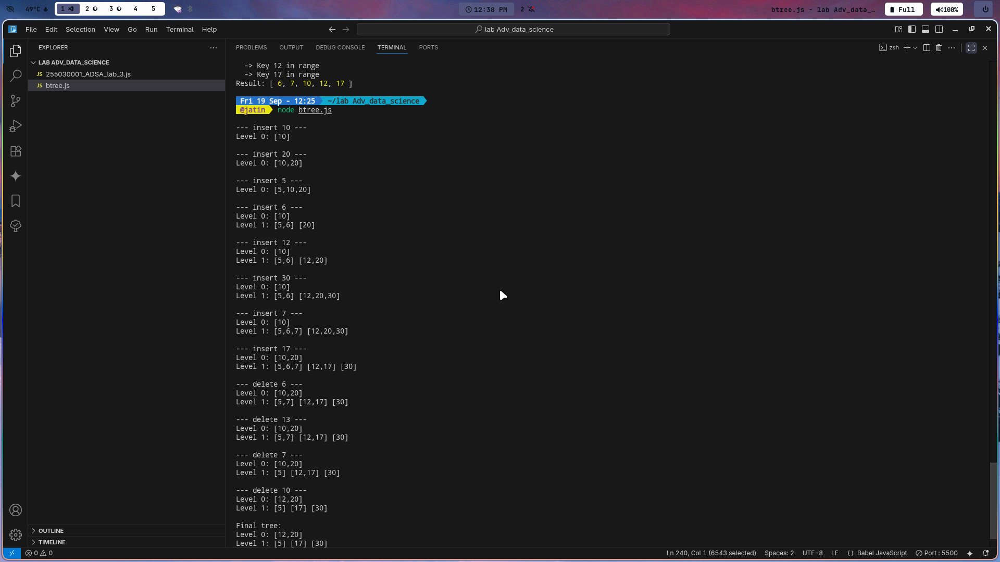 49°C
1 2 3 4 5
12:38 PM
2
btree.js - lab Adv_data_…
Full
100%
File Edit Selection View Go Run Terminal Help
lab Adv_data_science
EXPLORER
LAB ADV_DATA_SCIENCE
JS 255030001_ADSA_lab_3.js
JS btree.js
OUTLINE
TIMELINE
PROBLEMS OUTPUT DEBUG CONSOLE TERMINAL PORTS
zsh
-> Key 12 in range
-> Key 17 in range
Result: [ 6, 7, 10, 12, 17 ]
Fri 19 Sep - 12:25 ~/lab Adv_data_science
@jatin node btree.js
--- insert 10 ---
Level 0: [10]
--- insert 20 ---
Level 0: [10,20]
--- insert 5 ---
Level 0: [5,10,20]
--- insert 6 ---
Level 0: [10]
Level 1: [5,6] [20]
--- insert 12 ---
Level 0: [10]
Level 1: [5,6] [12,20]
--- insert 30 ---
Level 0: [10]
Level 1: [5,6] [12,20,30]
--- insert 7 ---
Level 0: [10]
Level 1: [5,6,7] [12,20,30]
--- insert 17 ---
Level 0: [10,20]
Level 1: [5,6,7] [12,17] [30]
--- delete 6 ---
Level 0: [10,20]
Level 1: [5,7] [12,17] [30]
--- delete 13 ---
Level 0: [10,20]
Level 1: [5,7] [12,17] [30]
--- delete 7 ---
Level 0: [10,20]
Level 1: [5] [12,17] [30]
--- delete 10 ---
Level 0: [12,20]
Level 1: [5] [17] [30]
Final tree:
Level 0: [12,20]
Level 1: [5] [17] [30]
0 0
Ln 240, Col 1 (6543 selected) Spaces: 2 UTF-8 LF {} Babel JavaScript Port : 5500